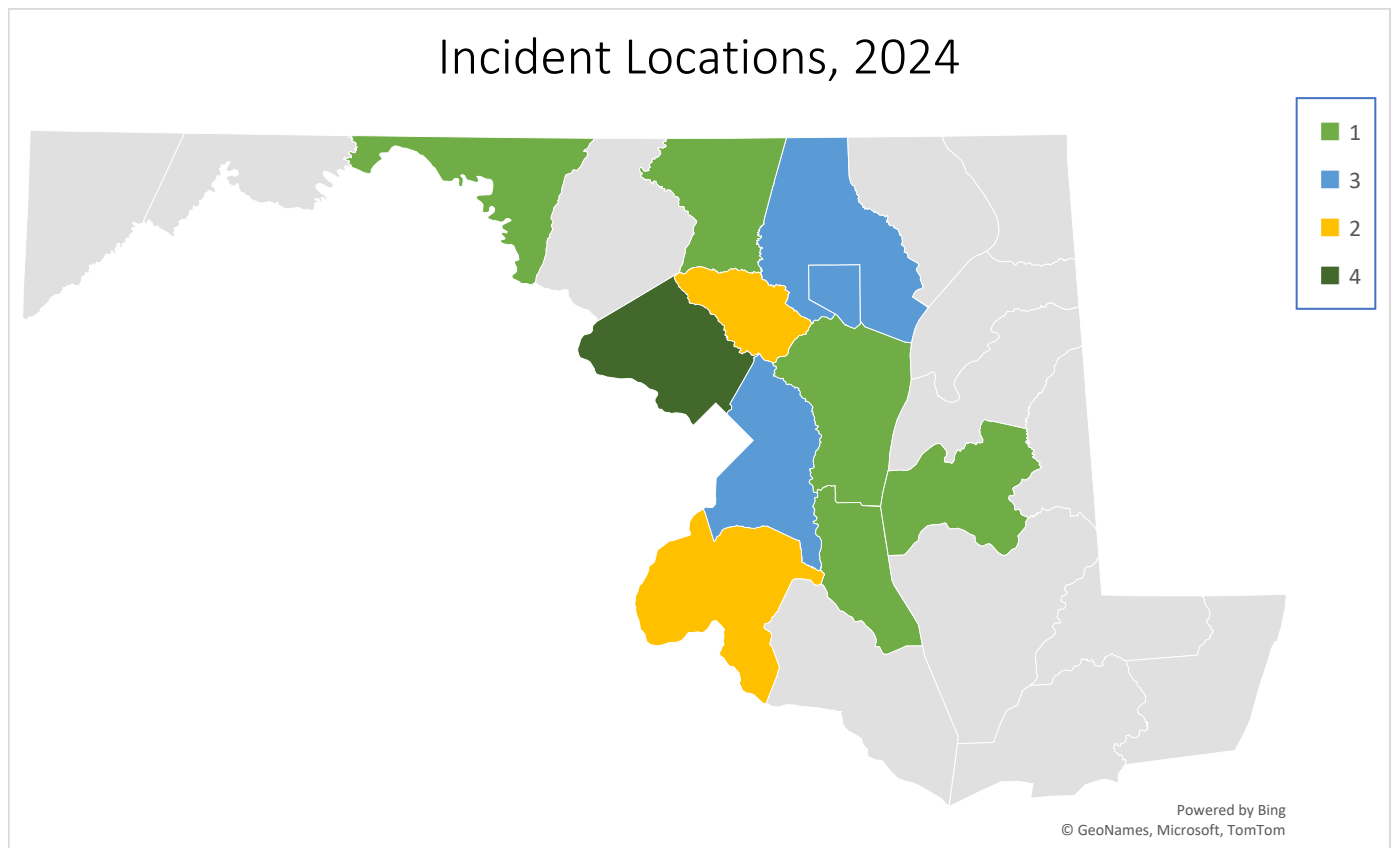 Incident Locations, 2024
1
3
2
4
Powered by Bing
© GeoNames, Microsoft, TomTom